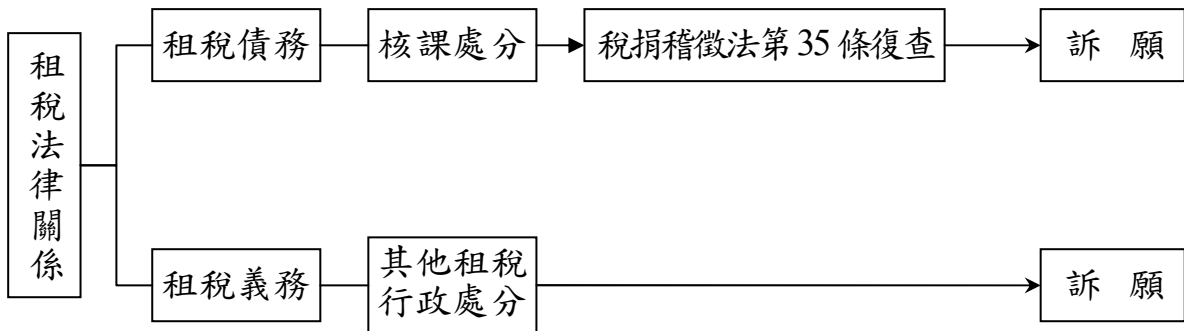 租稅法律關係
租稅債務
核課處分
稅捐稽徵法第35條復查
訴 願
租稅義務
其他租稅
行政處分
訴 願